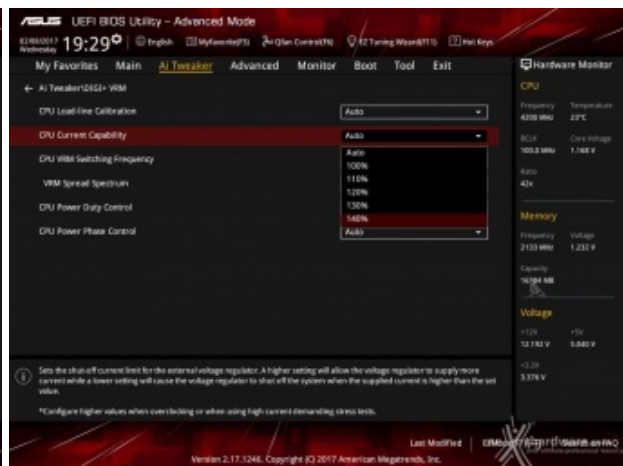 ASUS UEFI BIOS Utility – Advanced Mode
02/08/2017 Wednesday 19:29 English MyFavorite(F3) Qfan Control(F6) EZ Tuning Wizard(F11) Hot Keys
My Favorites Main Ai Tweaker Advanced Monitor Boot Tool Exit
Hardware Monitor
← Ai Tweaker\DIGI+ VRM
CPU Load-line Calibration Auto
CPU Current Capability Auto
Auto
100%
110%
120%
130%
140%
CPU VRM Switching Frequency
VRM Spread Spectrum
CPU Power Duty Control
CPU Power Phase Control Auto
CPU
Frequency Temperature
4200 MHz 23°C
BCLK Core Voltage
100.0 MHz 1.168 V
Ratio
42x
Memory
Frequency Voltage
2133 MHz 1.232 V
Capacity
16384 MB
Voltage
+12V +5V
12.192 V 5.040 V
+3.3V
3.376 V
Sets the shut-off current limit for the external voltage regulator. A higher setting will allow the voltage regulator to supply more
current while a lower setting will cause the voltage regulator to shut off the system when the supplied current is higher than the set
value.
*Configure higher values when overclocking or when using high current demanding stress tests.
Last Modified Search on FAQ
Version 2.17.1246. Copyright (C) 2017 American Megatrends, Inc.